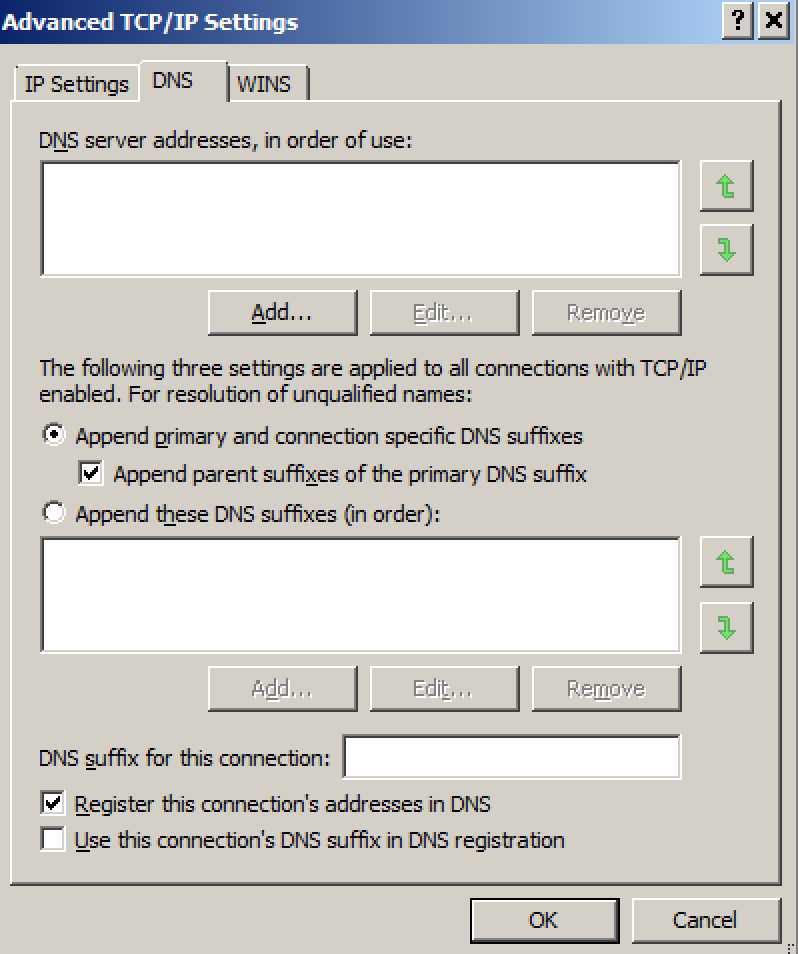 Advanced TCP/IP Settings
?
IP Settings
DNS
WINS
DNS server addresses, in order of use:
Add...
Edit...
Remove
The following three settings are applied to all connections with TCP/IP
enabled. For resolution of unqualified names:
Append primary and connection specific DNS suffixes
Append parent suffixes of the primary DNS suffix
Append these DNS suffixes (in order):
Add...
Edit...
Remove
DNS suffix for this connection:
Register this connection's addresses in DNS
Use this connection's DNS suffix in DNS registration
OK
Cancel